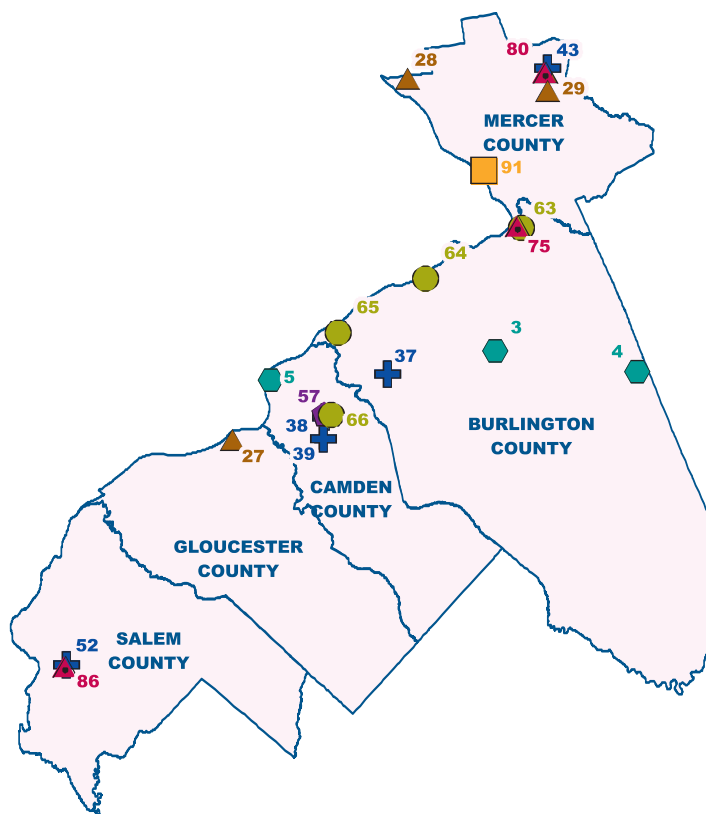 80
43
28
29
MERCER
COUNTY
91
63
75
64
65
3
37
4
5
57
38
66
39
27
BURLINGTON
COUNTY
CAMDEN
COUNTY
GLOUCESTER
COUNTY
SALEM
COUNTY
52
86